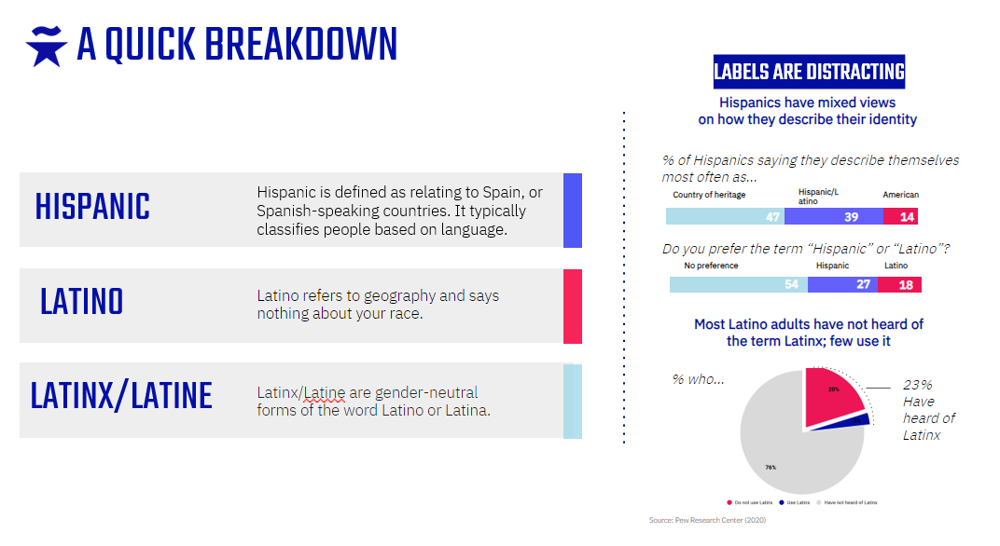 A QUICK BREAKDOWN
HISPANIC
Hispanic is defined as relating to Spain, or
Spanish-speaking countries. It typically
classifies people based on language.
LATINO
Latino refers to geography and says
nothing about your race.
LATINX/LATINE
Latinx/Latine are gender-neutral
forms of the word Latino or Latina.
LABELS ARE DISTRACTING
Hispanics have mixed views
on how they describe their identity
% of Hispanics saying they describe themselves
most often as...
Country of heritage
Hispanic/L
atino
American
47
39
14
Do you prefer the term “Hispanic” or “Latino”?
No preference
Hispanic
Latino
54
27
18
Most Latino adults have not heard of
the term Latinx; few use it
% who...
20%
76%
23%
Have
heard of
Latinx
Do not use Latinx
Use Latinx
Have not heard of Latinx
Source: Pew Research Center (2020)